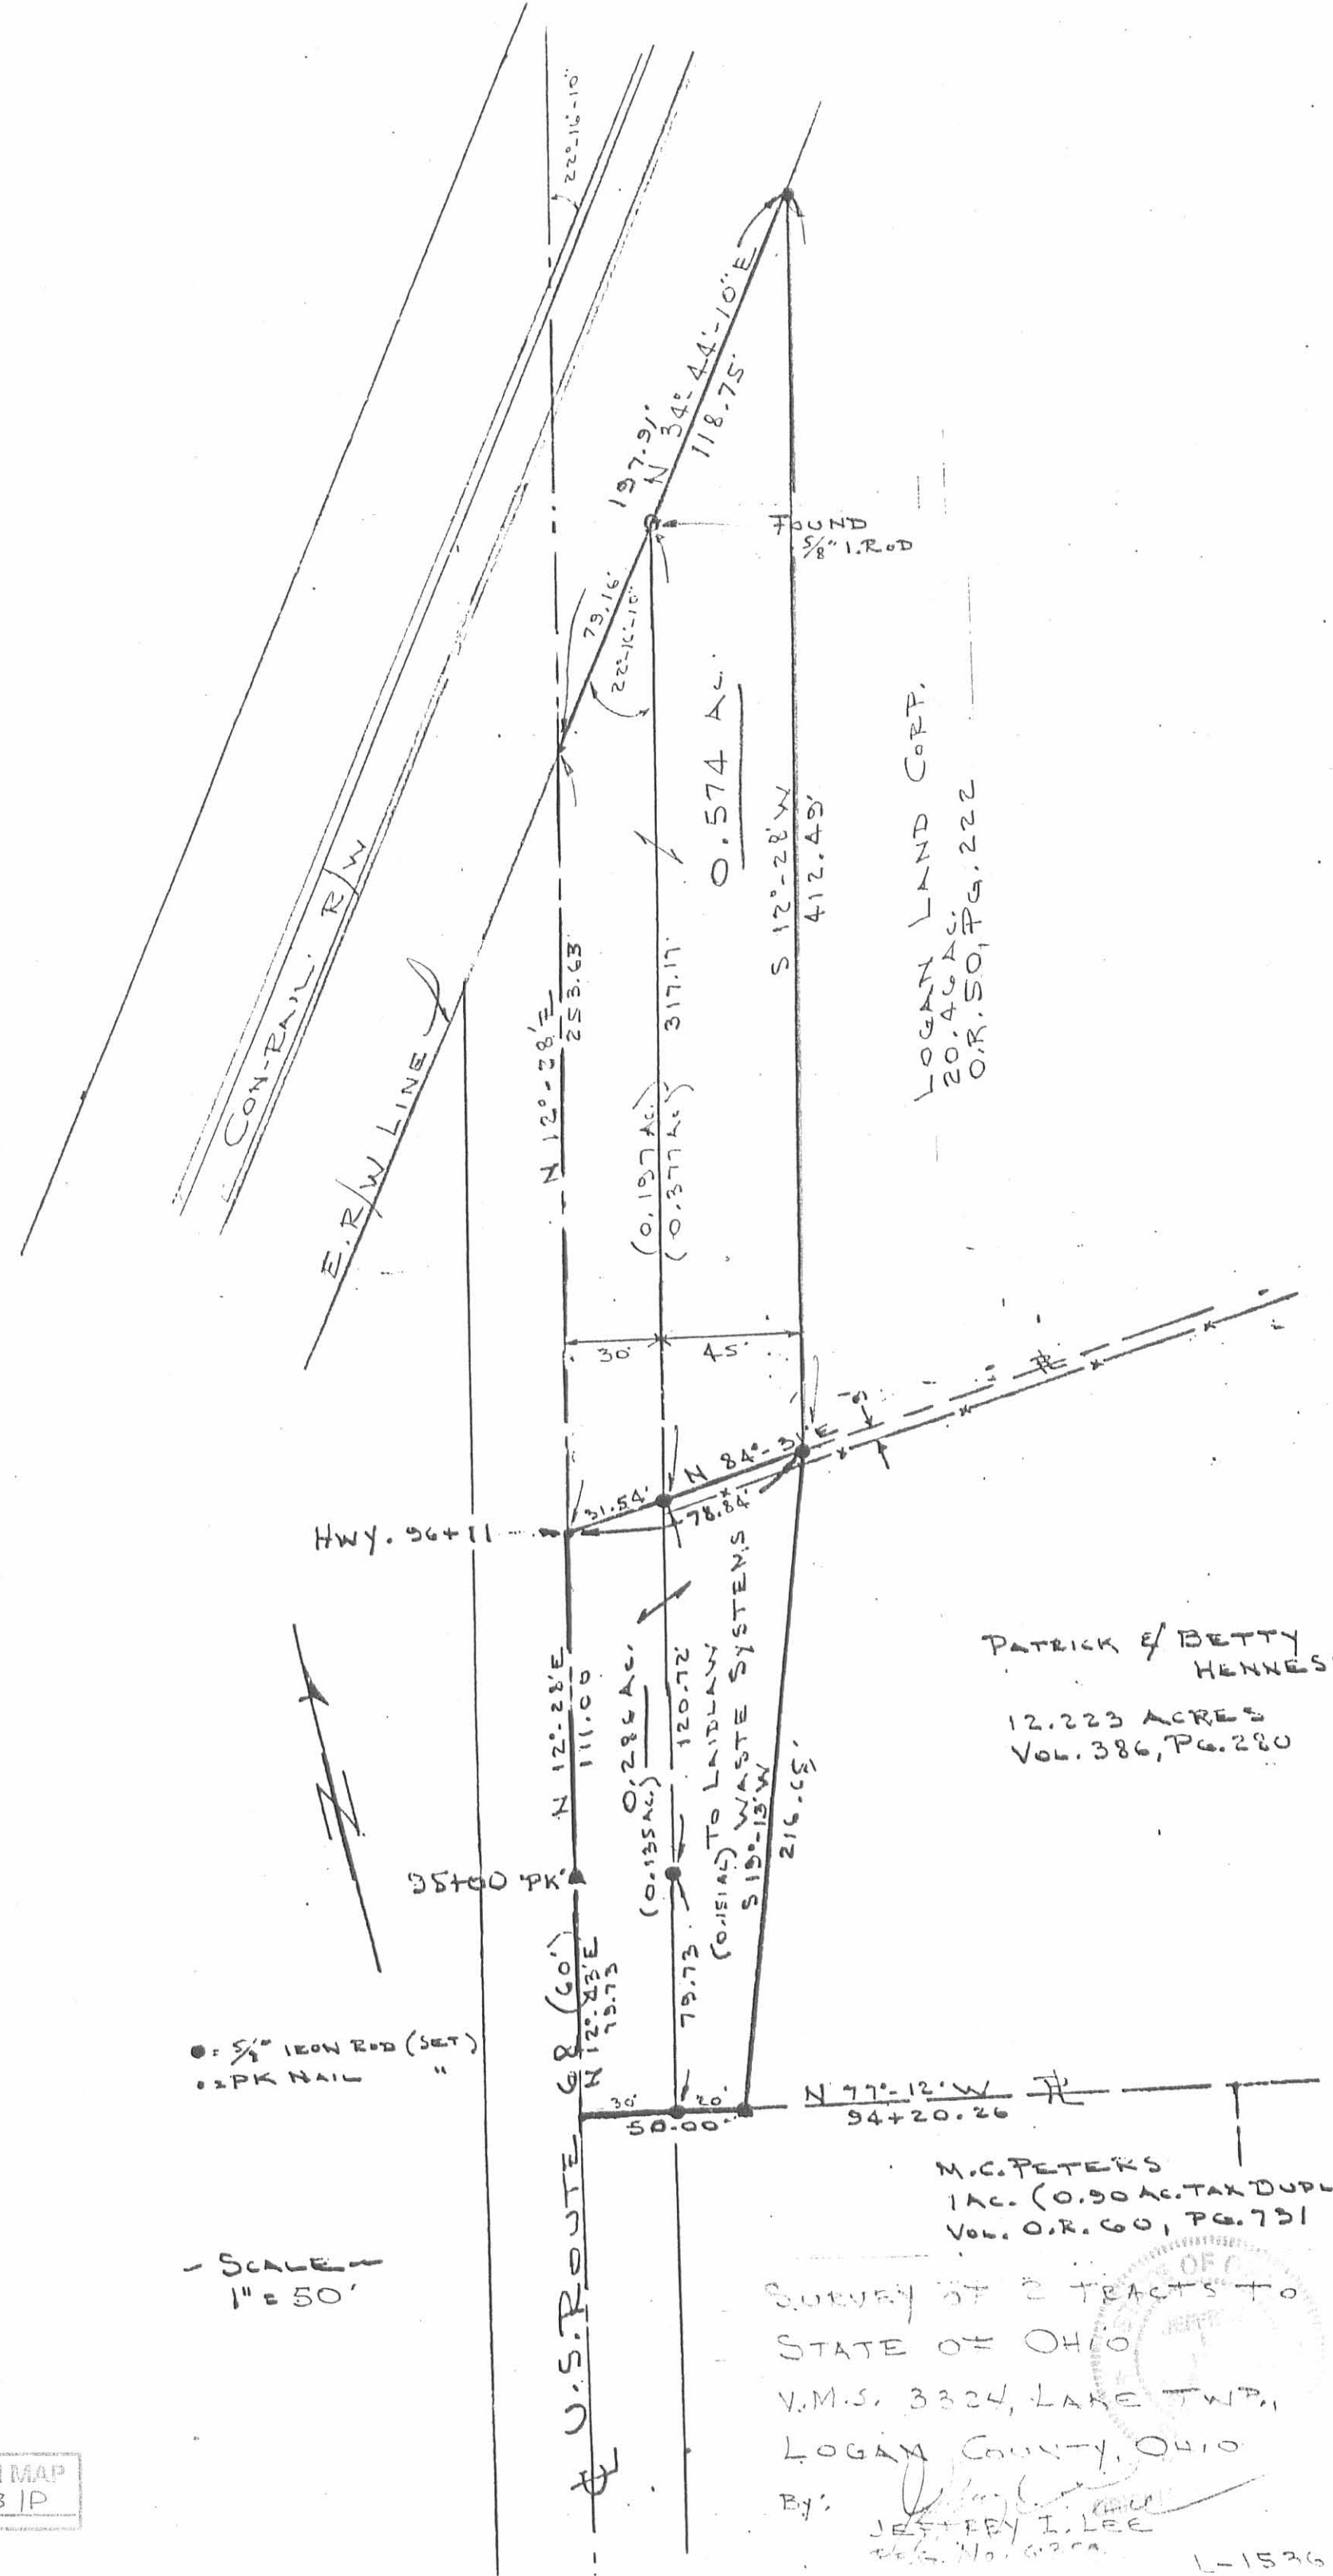 22°-16'-10"
N 34°-44'-10" E
197.91'
118.75'
FOUND
5/8" I. ROD
79.16'
22°-16'-10"
0.574 AC.
CON-RAIL R/W
E. R/W LINE
N 12°-28' E
253.63'
(0.197 AC.)
(0.377 AC.)
317.17'
S 12°-28' W
412.49'
LOGAN LAND CORP.
20.46 AC.
O.R. 50, PG. 222
30'
45'
HWY. 96+11
31.54'
N 84°-31' E
78.84'
N 12°-28' E
111.00
0.286 AC.
(0.135 AC.)
120.72'
(0.151 AC) TO LAIDLAW
WASTE SYSTEMS
S 19°-13' W
216.65'
PATRICK & BETTY
12.223 ACRES
VOL. 386, PG. 280
95+00 PK
N 12°-43' E
79.73
79.73
● = 5/8" IRON ROD (SET)
• = PK NAIL "
30'
20'
50.00'
N 77°-12' W
94+20.26
M.C. PETERS
1 AC. (0.90 AC. TAX DUPL
VOL. O.R. 60, PG. 791
- SCALE -
1" = 50'
U.S. ROUTE 68 (60')
SURVEY OF 2 TRACTS TO
STATE OF OHIO
V.M.S. 3324, LAKE TWP.,
LOGAN COUNTY, OHIO
By:
JEFFREY I. LEE
REG. No.
L-1536
MAP